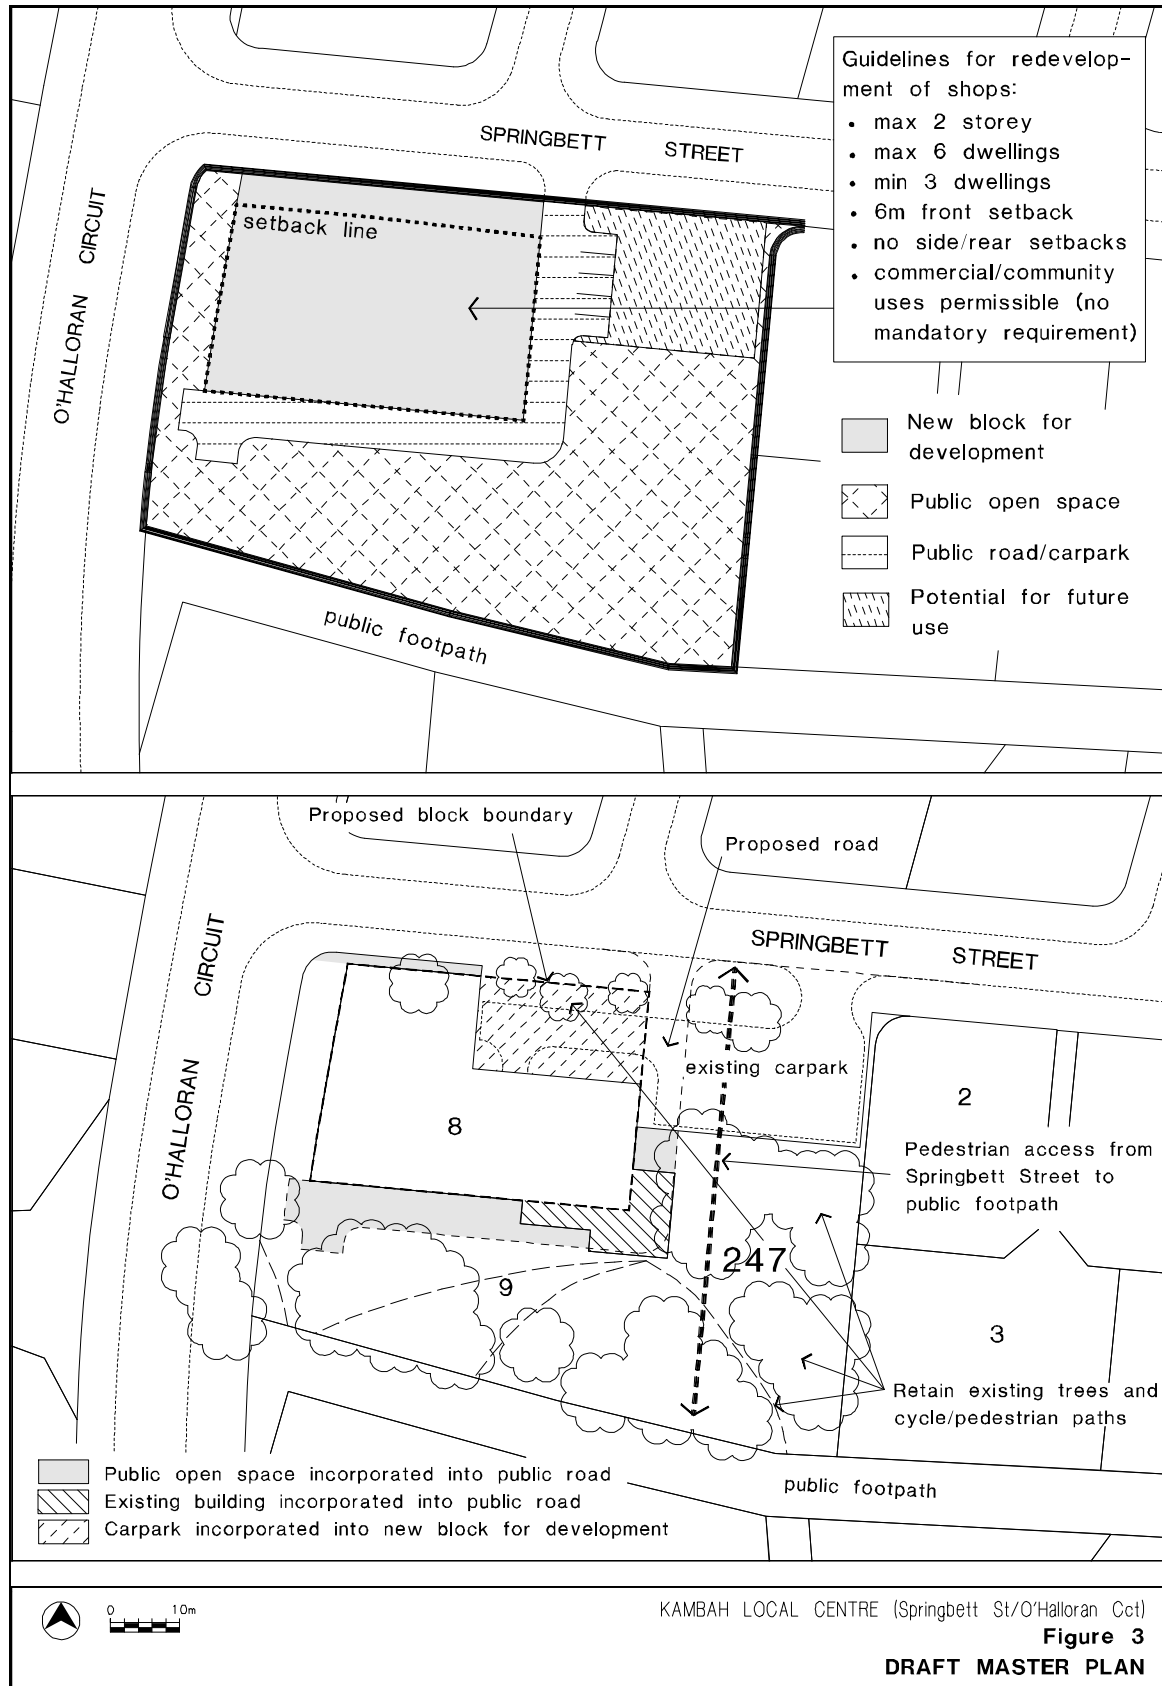 Guidelines for redevelop-
ment of shops:
• max 2 storey
• max 6 dwellings
• min 3 dwellings
• 6m front setback
• no side/rear setbacks
• commercial/community
uses permissible (no
mandatory requirement)
SPRINGBETT STREET
O'HALLORAN CIRCUIT
setback line
New block for
development
Public open space
Public road/carpark
Potential for future
use
public footpath
Proposed block boundary
Proposed road
SPRINGBETT STREET
O'HALLORAN CIRCUIT
existing carpark
2
8
Pedestrian access from
Springbett Street to
public footpath
247
9
3
Retain existing trees and
cycle/pedestrian paths
Public open space incorporated into public road
Existing building incorporated into public road
Carpark incorporated into new block for development
public footpath
0 10m
KAMBAH LOCAL CENTRE (Springbett St/O'Halloran Cct)
Figure 3
DRAFT MASTER PLAN